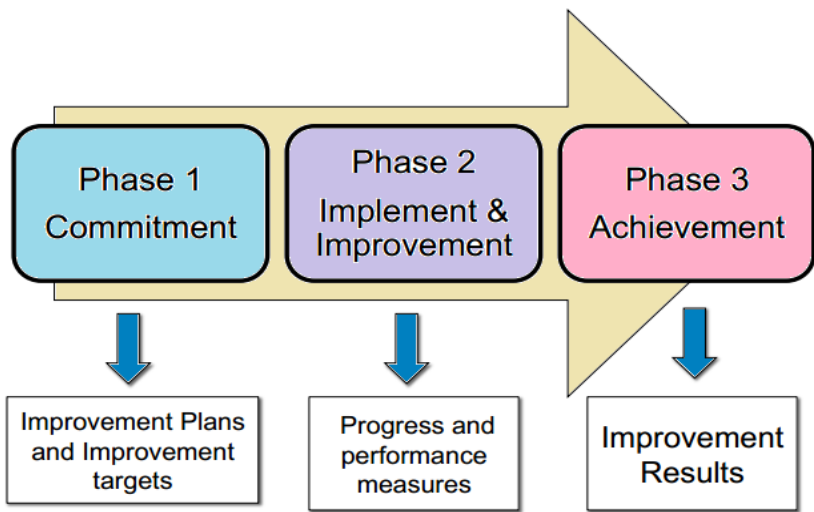 Phase 1
Commitment
Phase 2
Implement &
Improvement
Phase 3
Achievement
Improvement Plans
and Improvement
targets
Progress and
performance
measures
Improvement
Results